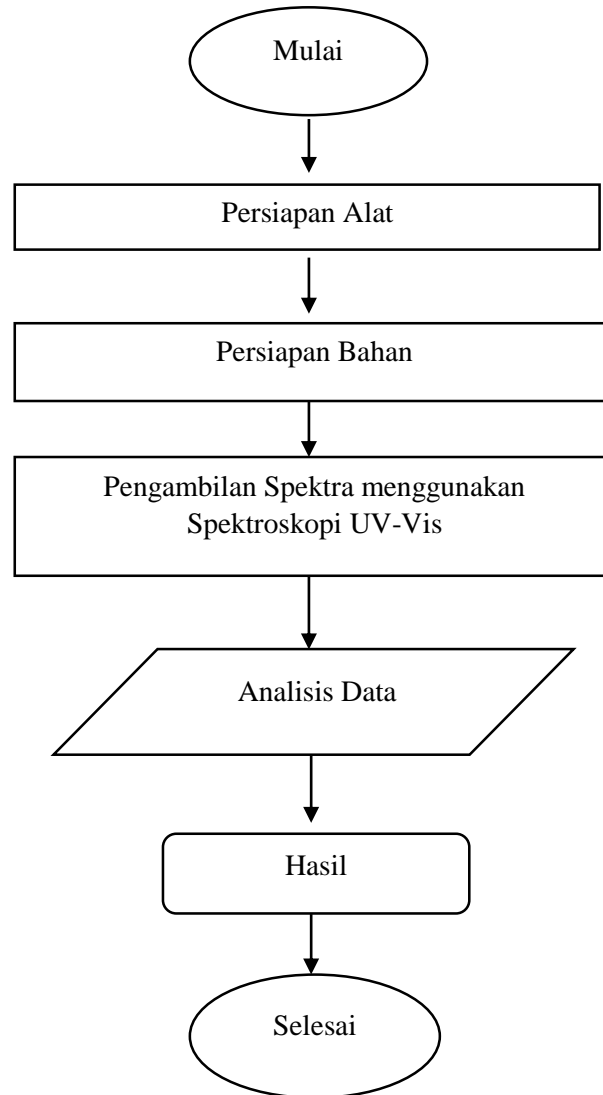 Mulai
Persiapan Alat
Persiapan Bahan
Pengambilan Spektra menggunakan
Spektroskopi UV-Vis
Analisis Data
Hasil
Selesai